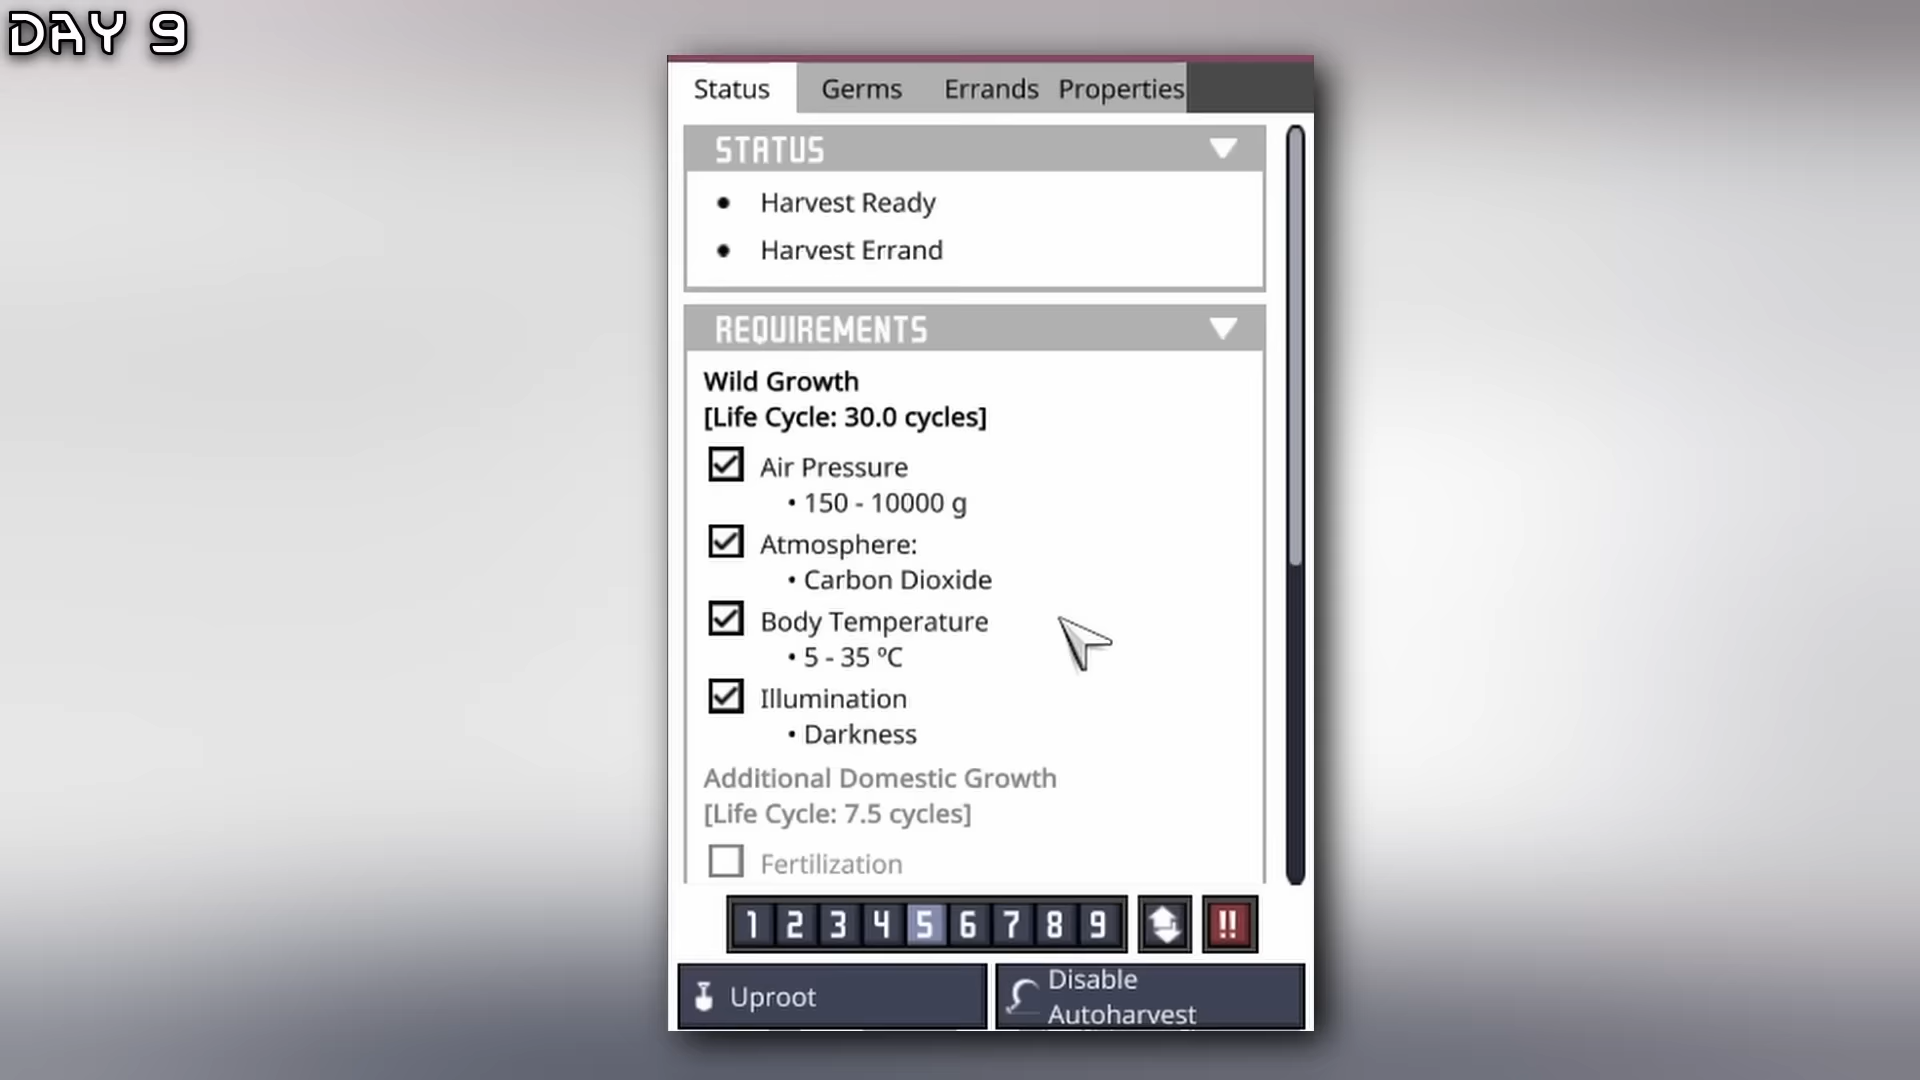 DAY 9
Status Germs Errands Properties
STATUS
• Harvest Ready
• Harvest Errand
REQUIREMENTS
Wild Growth
[Life Cycle: 30.0 cycles]
Air Pressure
• 150 - 10000 g
Atmosphere:
• Carbon Dioxide
Body Temperature
• 5 - 35 ºC
Illumination
• Darkness
Additional Domestic Growth
[Life Cycle: 7.5 cycles]
Fertilization
1 2 3 4 5 6 7 8 9 !!
Uproot
Disable
Autoharvest